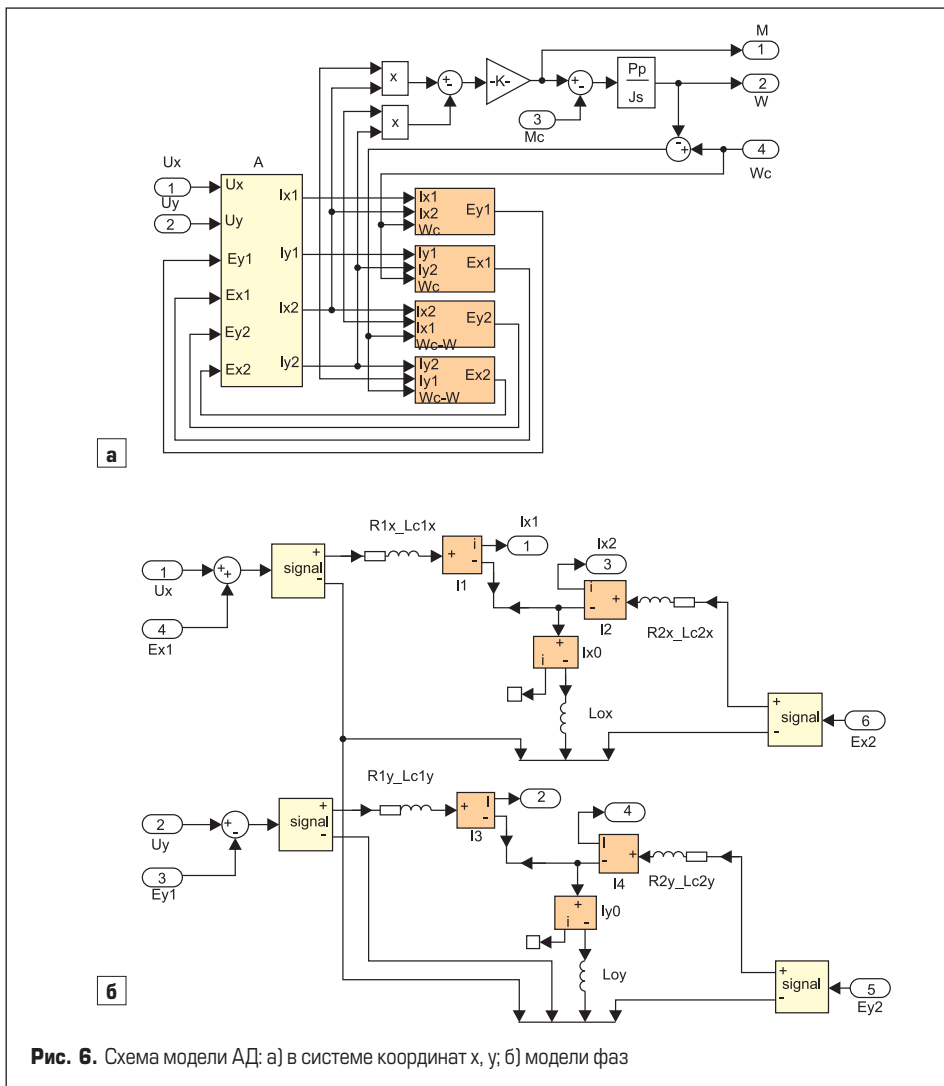 M
1
x
+
-
-K-
+
-
Pp
Js
2
W
x
3
Mc
-
+
4
Wc
Ux
A
1
Ux
Ix1
Uy
2
Uy
Ix1
Ix2
Wc
Ey1
Ey1
Iy1
Iy1
Iy2
Wc
Ex1
Ex1
Ix2
Ix2
Ix1
Wc-W
Ey2
Ey2
Iy2
Iy2
Iy1
Wc-W
Ex2
Ex2
а
R1x_Lc1x
Ix1
1
i
+
-
I1
Ix2
3
signal
+
-
1
Ux
+
+
4
Ex1
i
+
-
I2
R2x_Lc2x
+
i
-
Ix0
Lox
+
signal
-
6
Ex2
R1y_Lc1y
2
I
+
-
I3
4
signal
+
-
2
Uy
+
-
3
Ey1
I
+
-
I4
R2y_Lc2y
+
i
-
Iy0
Loy
+
signal
-
5
Ey2
б
Рис. 6. Схема модели АД: а) в системе координат x, y; б) модели фаз